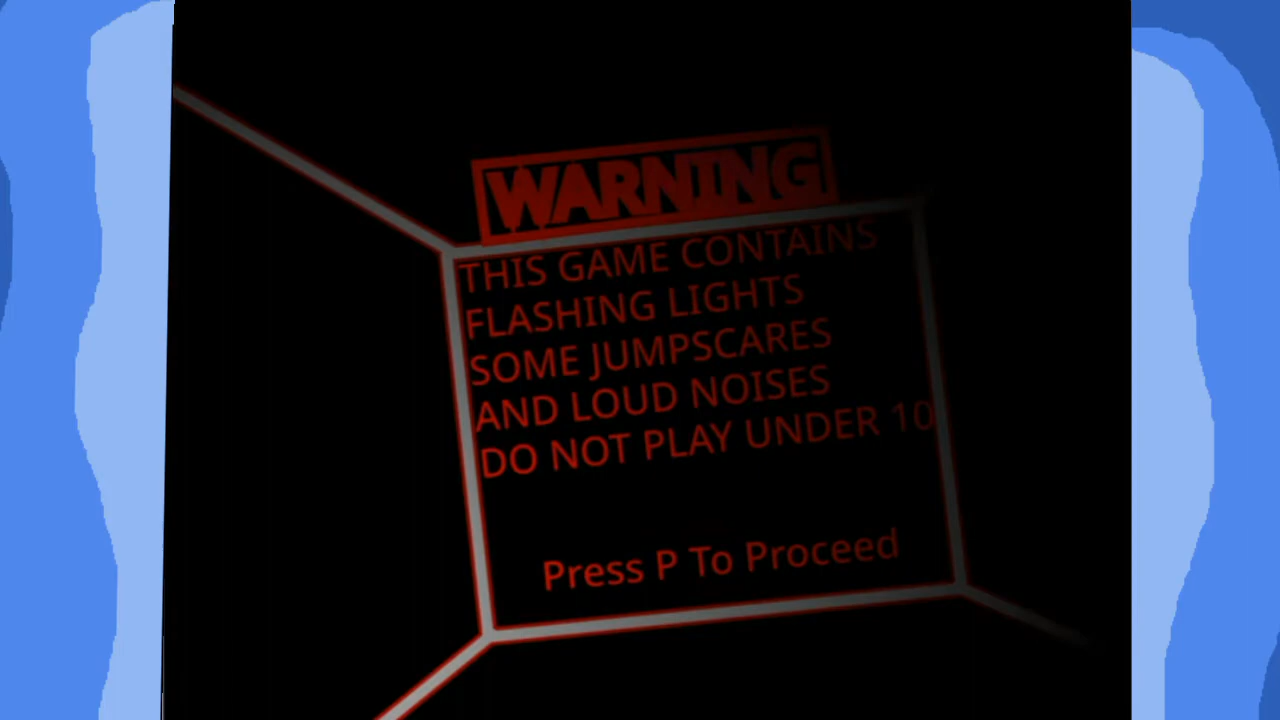 WARNING
THIS GAME CONTAINS
FLASHING LIGHTS
SOME JUMPSCARES
AND LOUD NOISES
DO NOT PLAY UNDER 10
Press P To Proceed